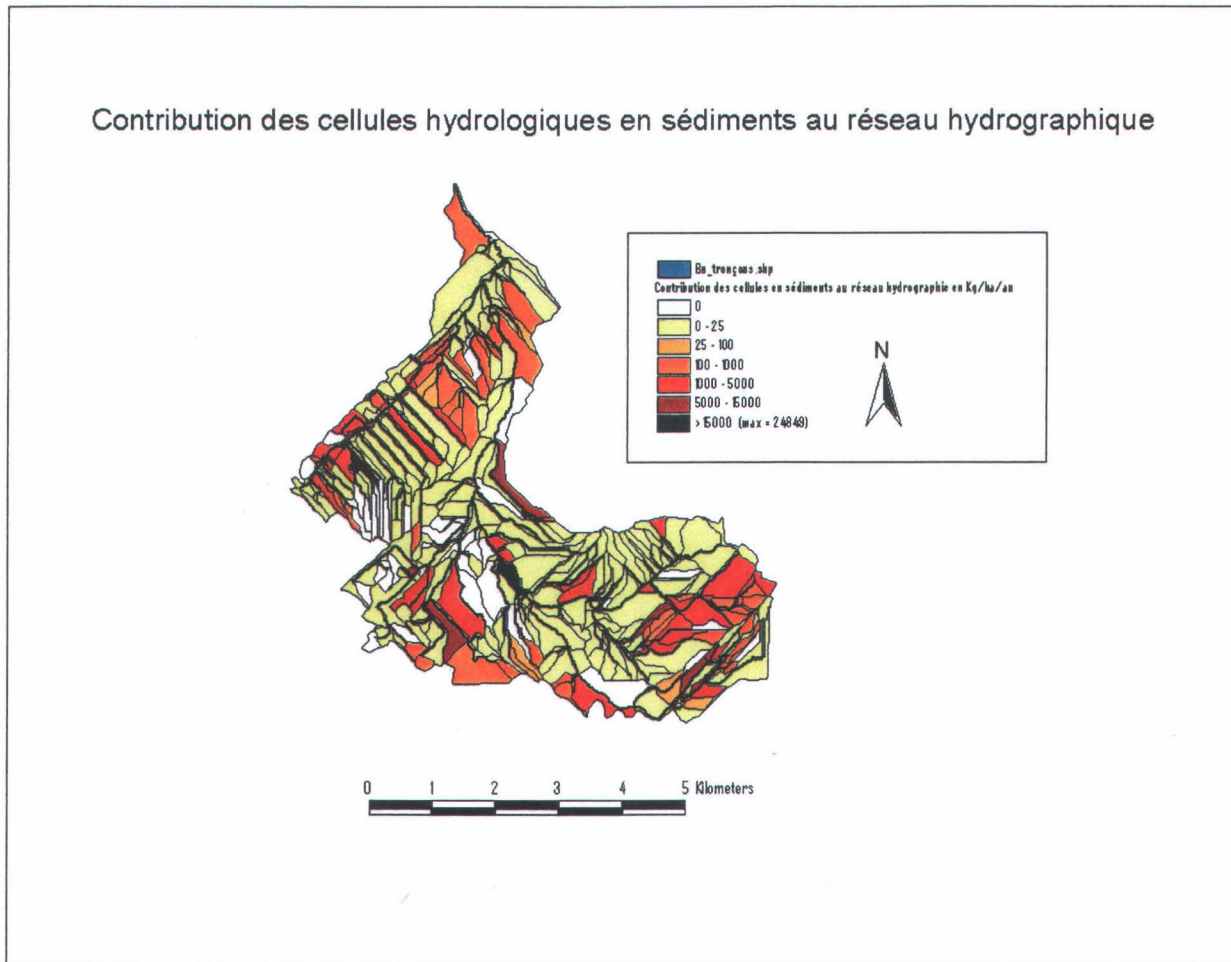 Contribution des cellules hydrologiques en sédiments au réseau hydrographique
Bn_tronçons.shp
Contribution des cellules en sédiments au réseau hydrographie en Kg/ha/an
0
0 - 25
25 - 100
100 - 1000
1000 - 5000
5000 - 15000
> 15000 (max = 24849)
N
0 1 2 3 4 5 Kilometers